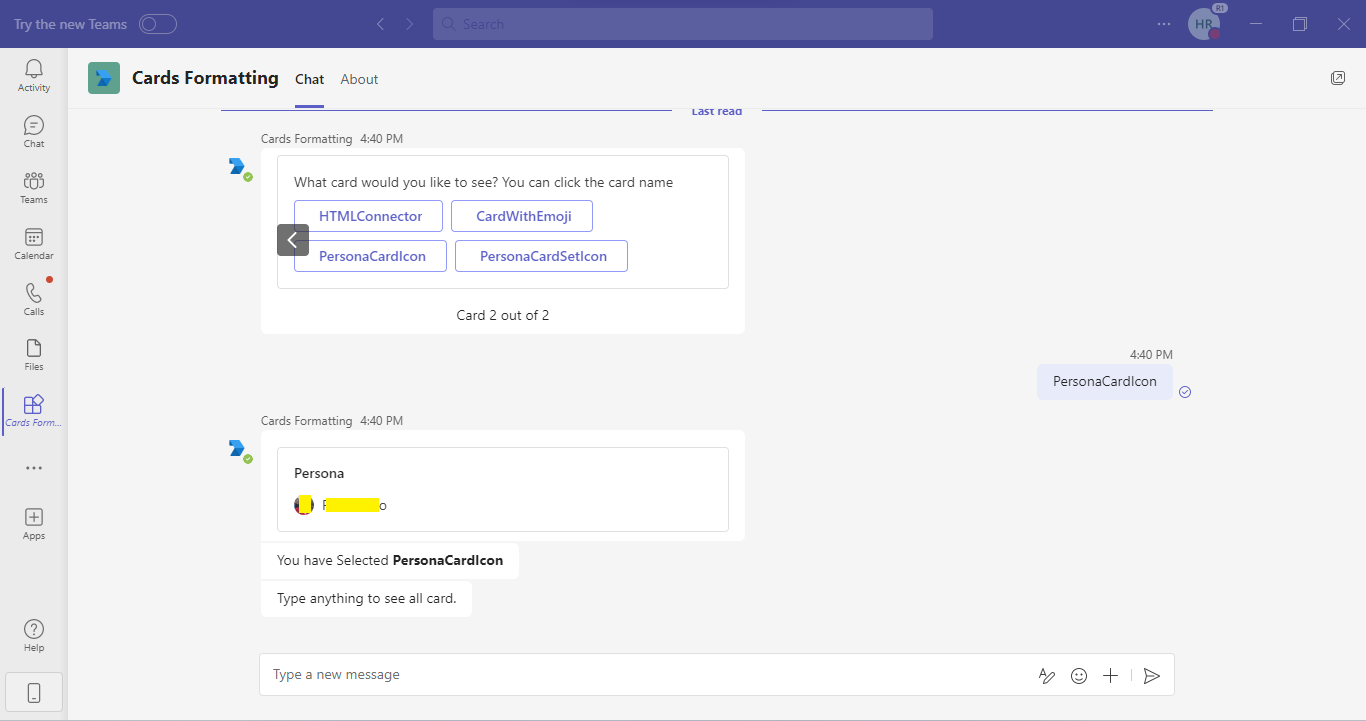 Try the new Teams
Search
HR
R1
Activity
Chat
Teams
Calendar
Calls
Files
Cards Form...
Apps
Help
Cards Formatting Chat About
Last read
Cards Formatting 4:40 PM
What card would you like to see? You can click the card name
HTMLConnector CardWithEmoji
PersonaCardIcon PersonaCardSetIcon
Card 2 out of 2
4:40 PM
PersonaCardIcon
Cards Formatting 4:40 PM
Persona
You have Selected PersonaCardIcon
Type anything to see all card.
Type a new message